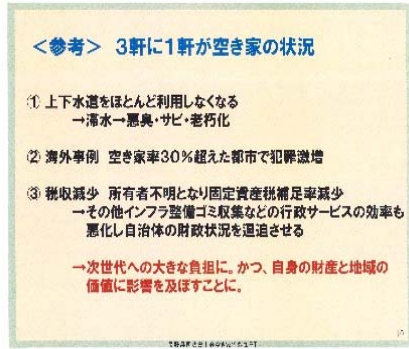 ＜参考＞ 3軒に1軒が空き家の状況
① 上下水道をほとんど利用しなくなる
→滞水→悪臭・サビ・老朽化
② 海外事例 空き家率30％超えた都市で犯罪激増
③ 税収減少 所有者不明となり固定資産税補足率減少
→その他インフラ整備ゴミ収集などの行政サービスの効率も
悪化し自治体の財政状況を逼迫させる
→次世代への大きな負担に。かつ、自身の財産と地域の
価値に影響を及ぼすことに。